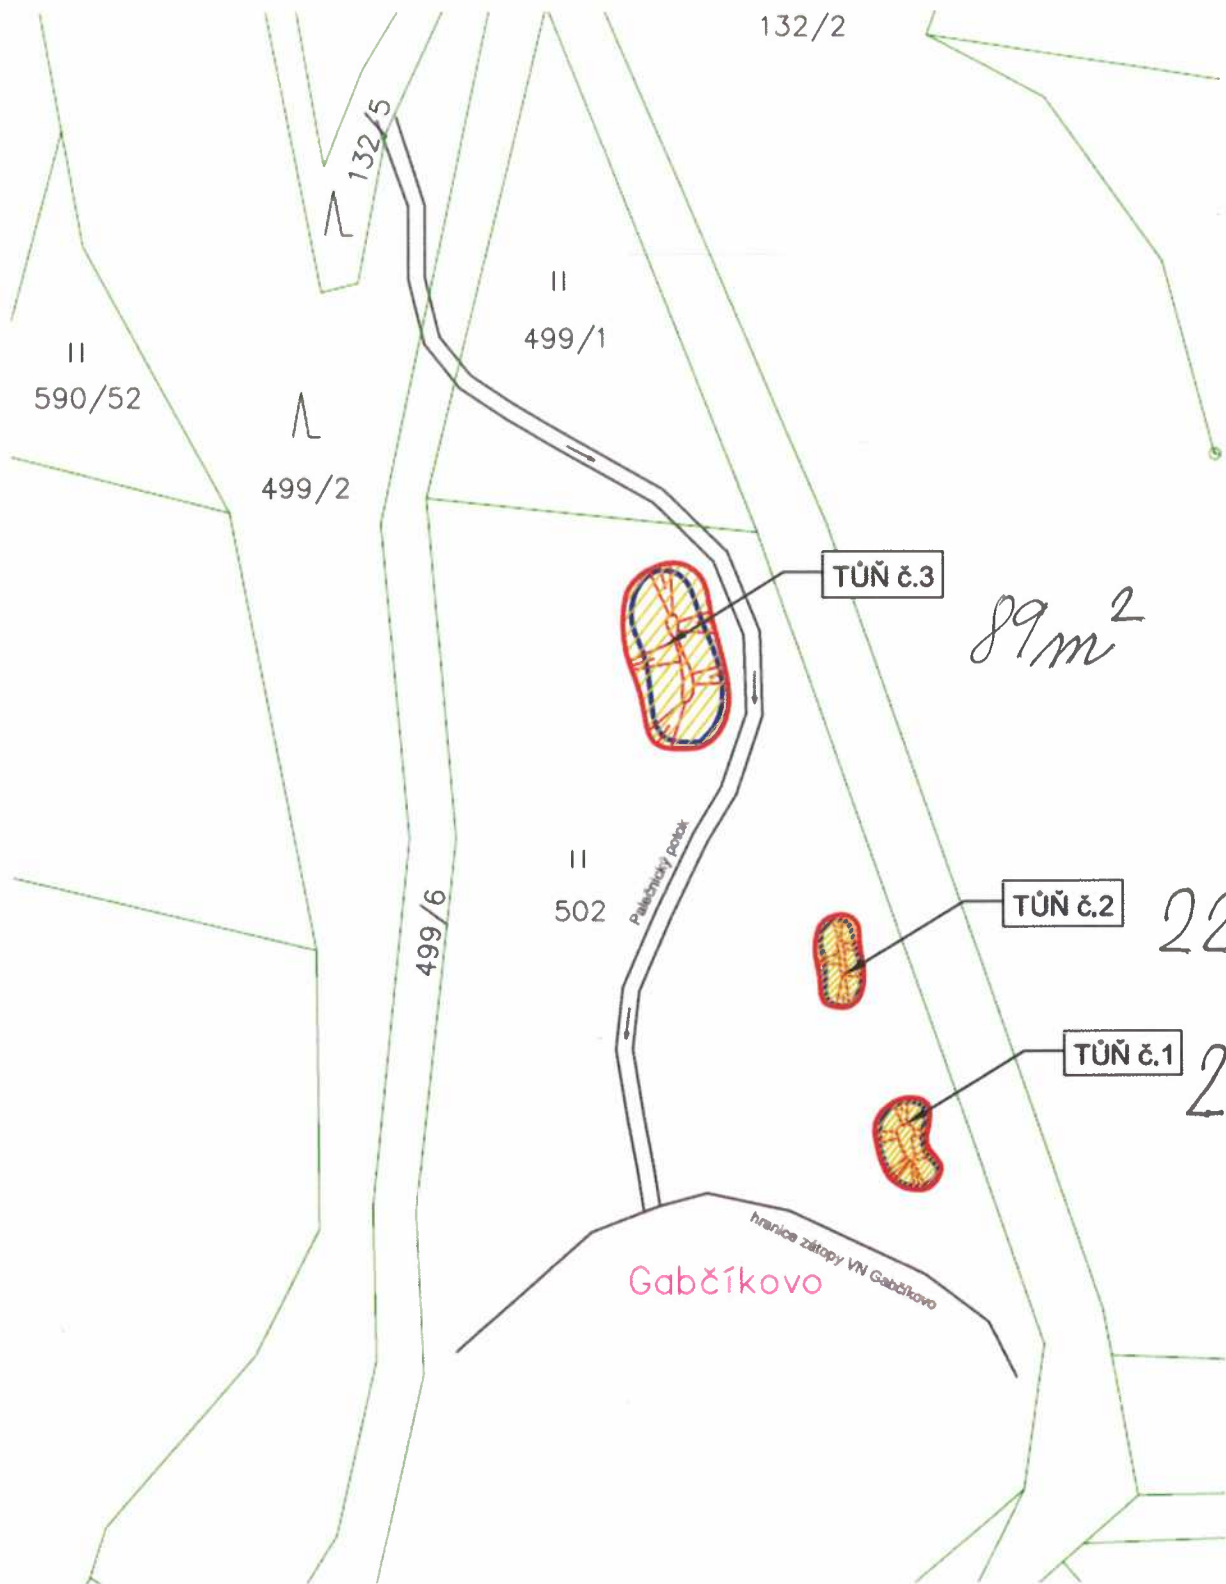 132/2
132/5
II
499/1
II
590/52
499/2
TŮŇ č.3
89m²
Palečnický potok
II
502
499/6
TŮŇ č.2
22
TŮŇ č.1
2
hranice zátopy VN Gabčíkovo
Gabčíkovo